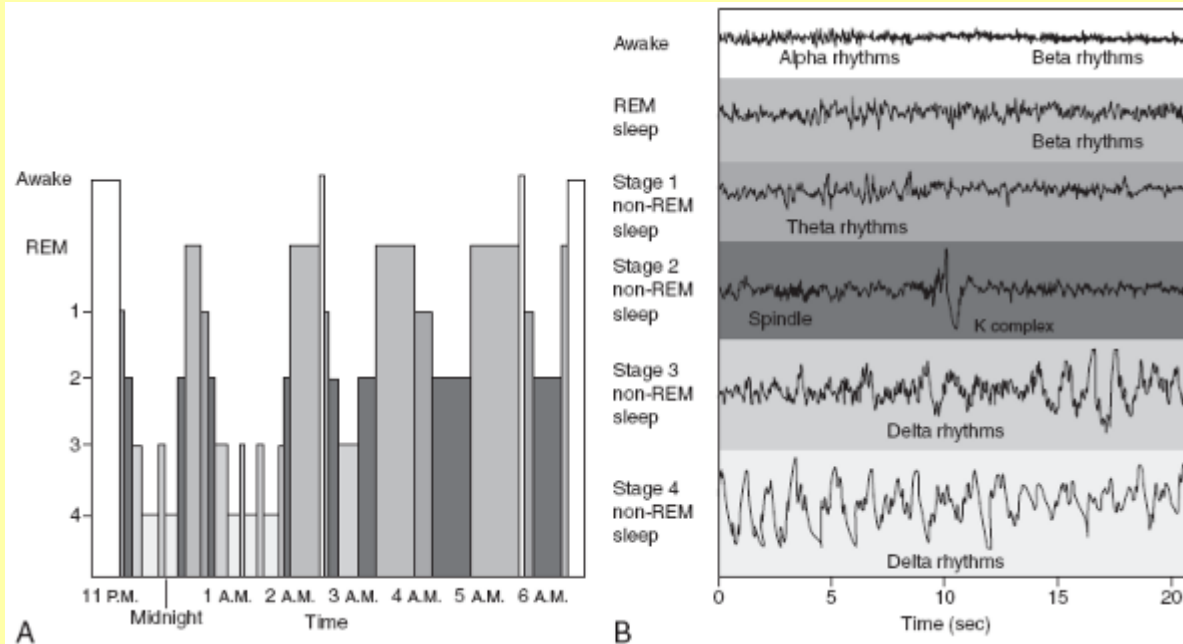 Awake
REM
1
2
3
4
11 P.M.
Midnight
1 A.M.
2 A.M.
3 A.M.
4 A.M.
5 A.M.
6 A.M.
Time
A
Awake
Alpha rhythms
Beta rhythms
REM
sleep
Beta rhythms
Stage 1
non-REM
sleep
Theta rhythms
Stage 2
non-REM
sleep
Spindle
K complex
Stage 3
non-REM
sleep
Delta rhythms
Stage 4
non-REM
sleep
Delta rhythms
0
5
10
15
20
Time (sec)
B